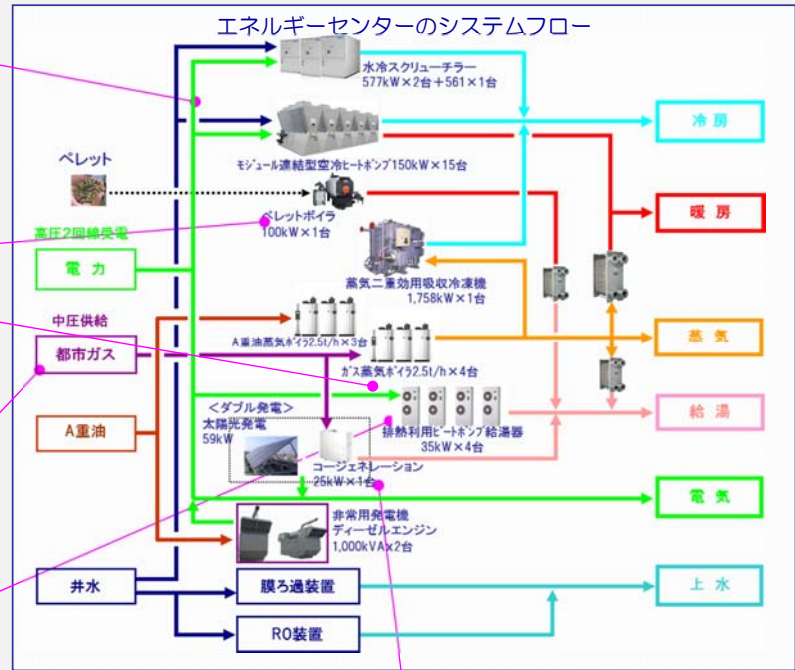 エネルギーセンターのシステムフロー
水冷スクリューチラー
577kW×2台+561×1台
冷房
モジュール連結型空冷ヒートポンプ150kW×15台
ペレット
ペレットボイラ
100kW×1台
暖房
高圧2回線受電
電力
蒸気二重効用吸収冷凍機
1,758kW×1台
中圧供給
都市ガス
A重油蒸気ボイラ2.5t/h×3台
ガス蒸気ボイラ2.5t/h×4台
蒸気
A重油
<ダブル発電>
太陽光発電
59kW
排熱利用ヒートポンプ給湯器
35kW×4台
給湯
コージェネレーション
25kW×1台
電気
非常用発電機
ディーゼルエンジン
1,000kVA×2台
井水
膜ろ過装置
上水
RO装置